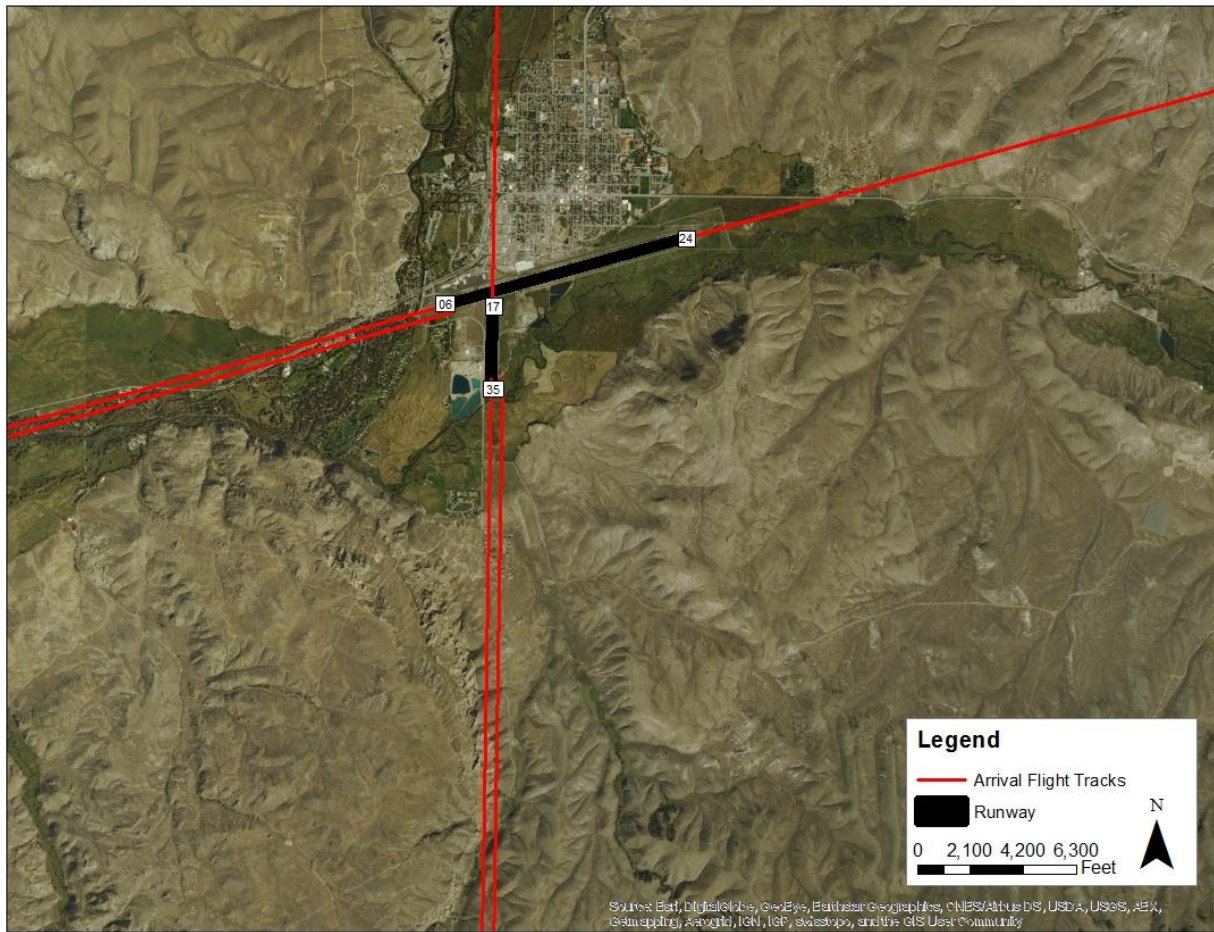 24
06
17
35
Legend
Arrival Flight Tracks
Runway
N
0 2,100 4,200 6,300
Feet
Source: Esri, DigitalGlobe, GeoEye, Earthstar Geographics, CNES/Airbus DS, USDA, USGS, AEX,
Getmapping, Aerogrid, IGN, IGP, swisstopo, and the GIS User Community